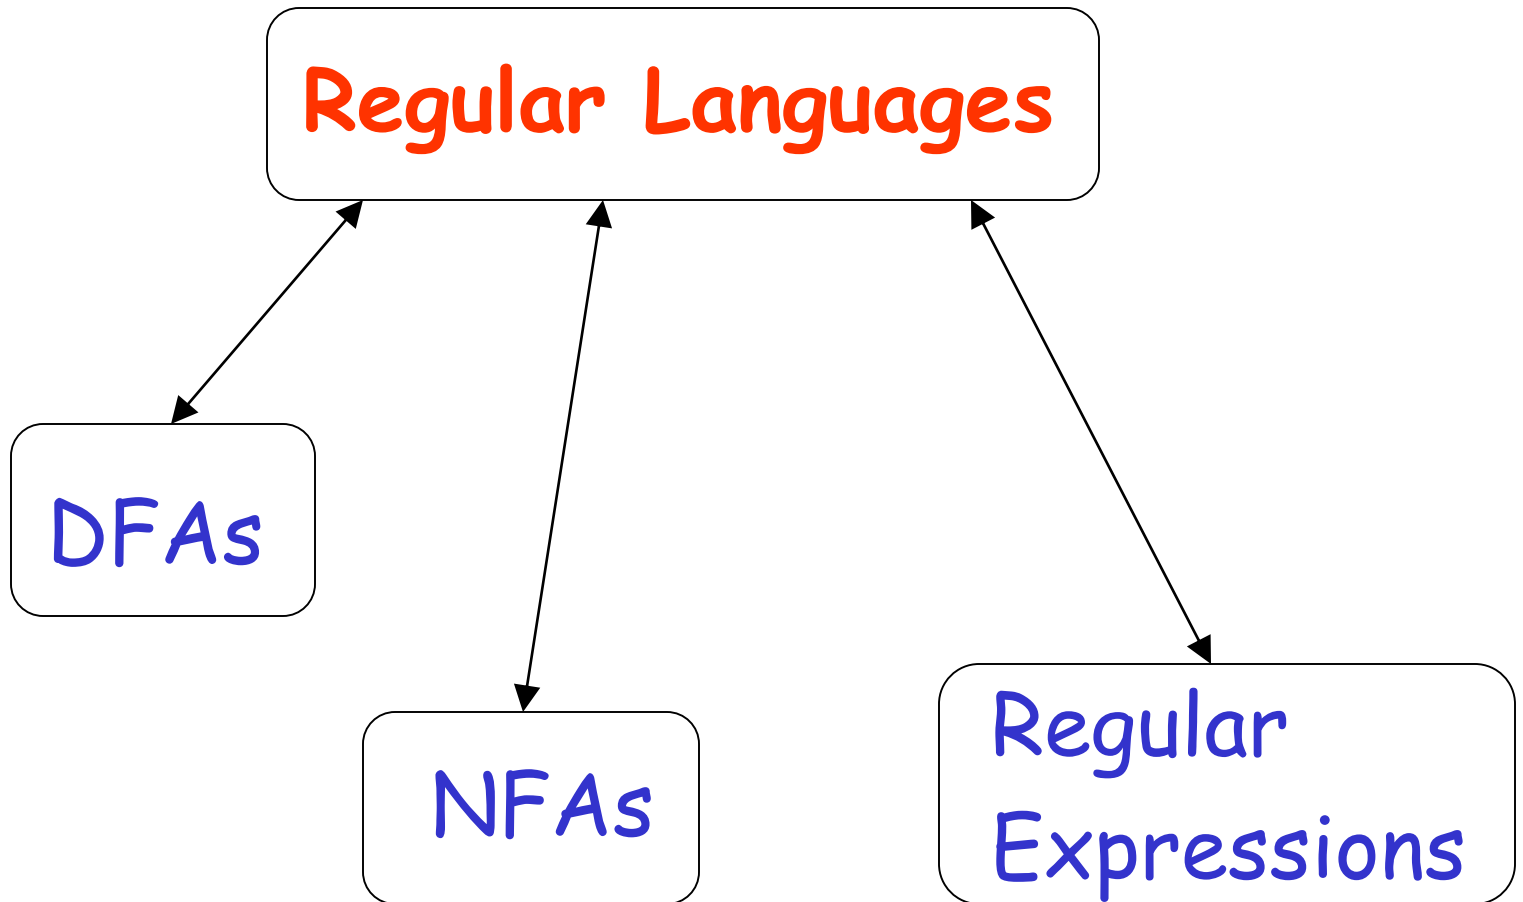 Regular Languages
DFAs
NFAs
Regular
Expressions